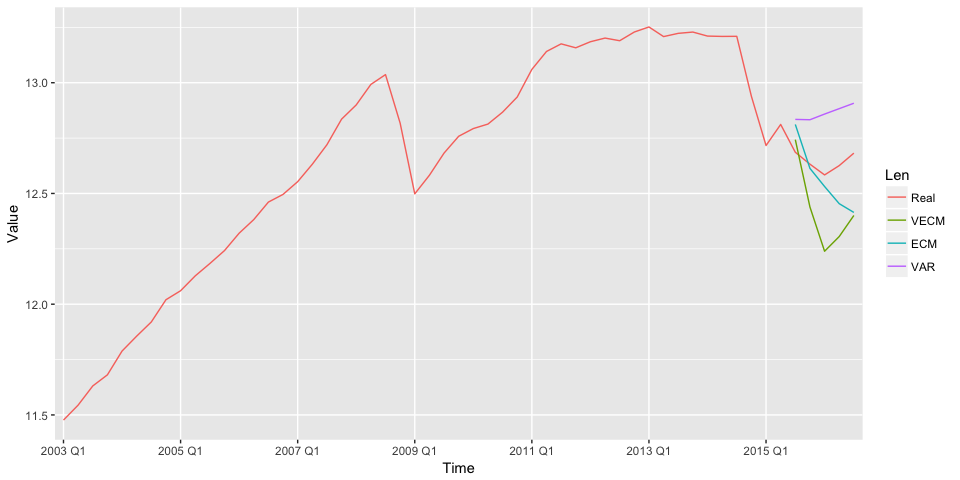 13.0
12.5
12.0
11.5
Value
2003 Q1 2005 Q1 2007 Q1 2009 Q1 2011 Q1 2013 Q1 2015 Q1
Time
Len
Real
VECM
ECM
VAR